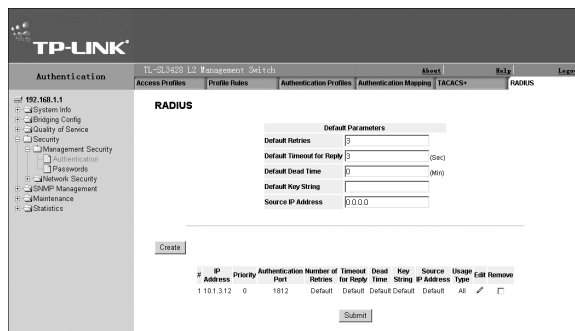 TP-LINK
TL-SL3428 L2 Management Switch
About Help Logout
Authentication
Access Profiles Profile Rules Authentication Profiles Authentication Mapping TACACS+ RADIUS
192.168.1.1
System Info
Bridging Config
Quality of Service
Security
Management Security
Authentication
Passwords
Network Security
SNMP Management
Maintenance
Statistics
RADIUS
Default Parameters
Default Retries 3
Default Timeout for Reply 3 (Sec)
Default Dead Time 0 (Min)
Default Key String
Source IP Address 0.0.0.0
Create
# IP Address Priority Authentication Port Number of Retries Timeout for Reply Dead Time Key String Source IP Address Usage Type Edit Remove
1 10.1.3.12 0 1812 Default Default Default Default Default All
Submit